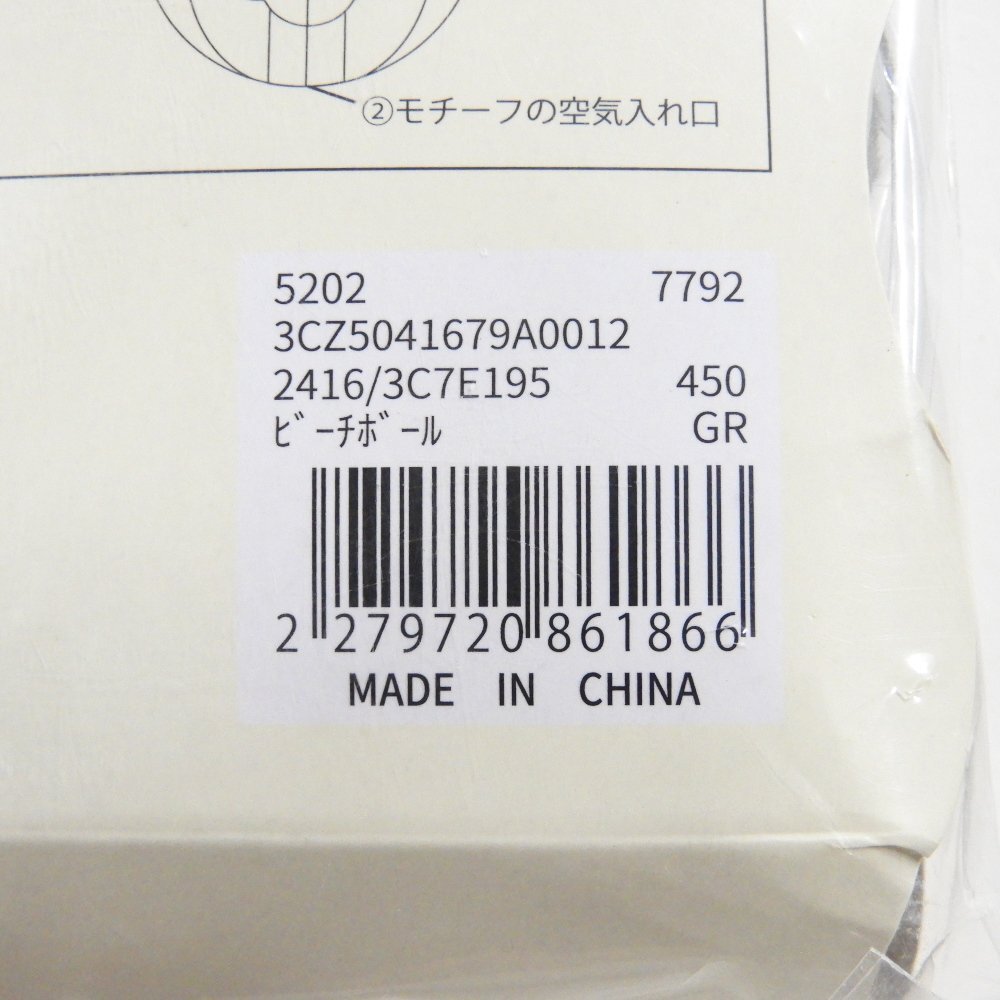 ②モチーフの空気入れ口
5202 7792
3CZ5041679A0012
2416/3C7E195 450
ﾋﾞｰﾁﾎﾞｰﾙ GR
2 279720 861866
MADE IN CHINA